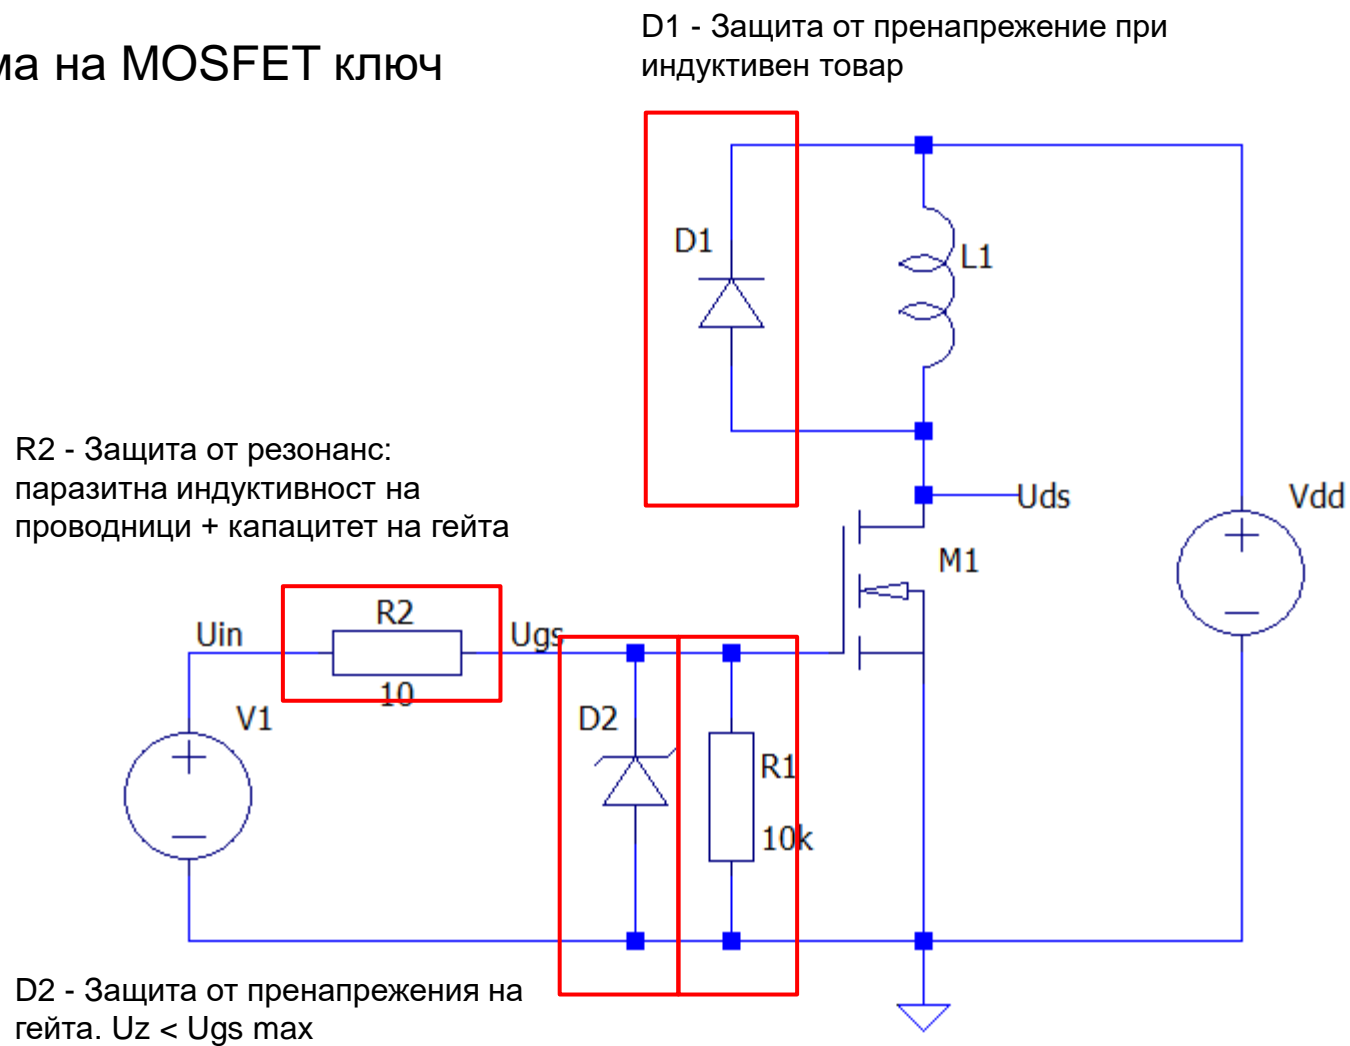 ма на MOSFET ключ
D1 - Защита от пренапрежение при
индуктивен товар
D1
L1
R2 - Защита от резонанс:
паразитна индуктивност на
проводници + капацитет на гейта
Uds
Vdd
M1
R2
Uin
Ugs
10
V1
D2
R1
10k
D2 - Защита от пренапрежения на
гейта. Uz < Ugs max